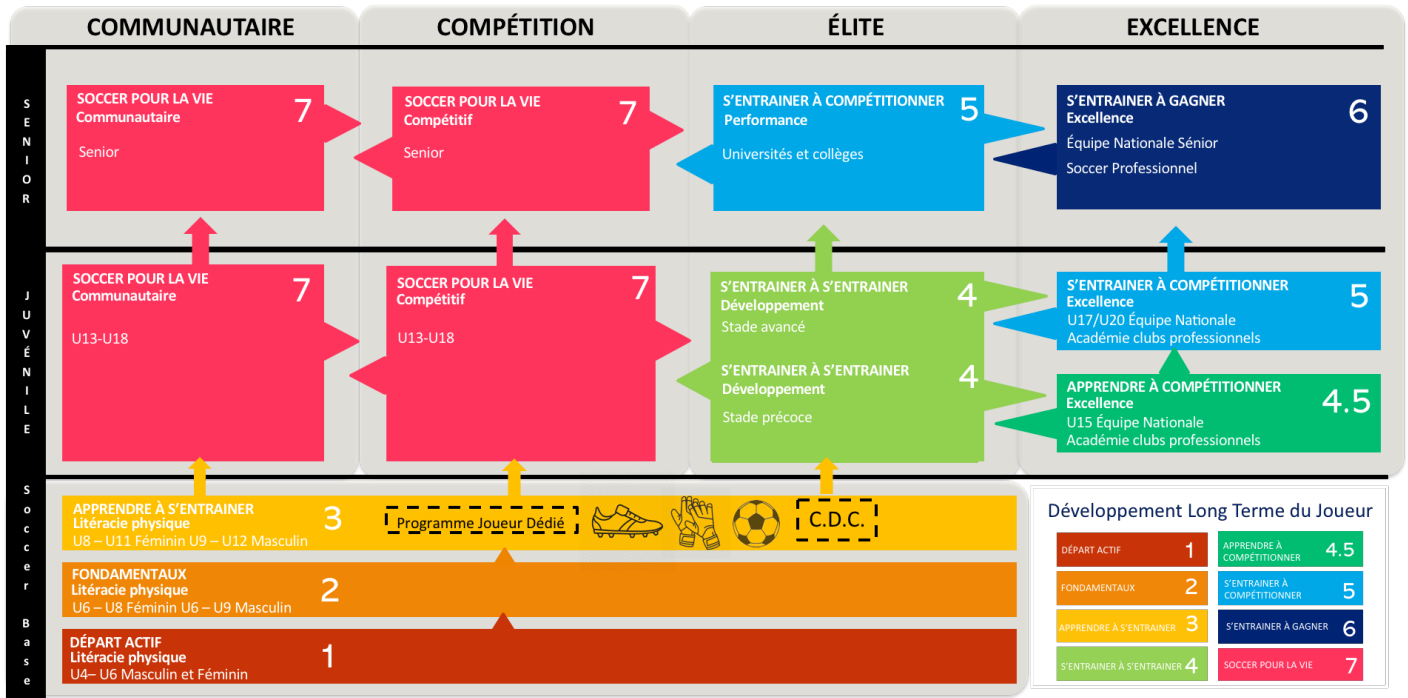 COMMUNAUTAIRE
COMPÉTITION
ÉLITE
EXCELLENCE
SENIOR
SOCCER POUR LA VIE
Communautaire
7
Senior
SOCCER POUR LA VIE
Compétitif
7
Senior
S'ENTRAINER À COMPÉTITIONNER
Performance
5
Universités et collèges
S'ENTRAINER À GAGNER
Excellence
6
Équipe Nationale Sénior
Soccer Professionnel
JUVÉNILE
SOCCER POUR LA VIE
Communautaire
7
U13-U18
SOCCER POUR LA VIE
Compétitif
7
U13-U18
S'ENTRAINER À S'ENTRAINER
Développement
4
Stade avancé
S'ENTRAINER À S'ENTRAINER
Développement
4
Stade précoce
S'ENTRAINER À COMPÉTITIONNER
Excellence
5
U17/U20 Équipe Nationale
Académie clubs professionnels
APPRENDRE À COMPÉTITIONNER
Excellence
4.5
U15 Équipe Nationale
Académie clubs professionnels
Soccer Base
APPRENDRE À S'ENTRAINER
Litéracie physique
3
U8 – U11 Féminin U9 – U12 Masculin
Programme Joueur Dédié
C.D.C.
FONDAMENTAUX
Litéracie physique
2
U6 – U8 Féminin U6 – U9 Masculin
DÉPART ACTIF
Litéracie physique
1
U4– U6 Masculin et Féminin
Développement Long Terme du Joueur
DÉPART ACTIF 1
FONDAMENTAUX 2
APPRENDRE À S'ENTRAINER 3
S'ENTRAINER À S'ENTRAINER 4
APPRENDRE À
COMPÉTITIONNER 4.5
S'ENTRAINER À
COMPÉTITIONNER 5
S'ENTRAINER À GAGNER 6
SOCCER POUR LA VIE 7